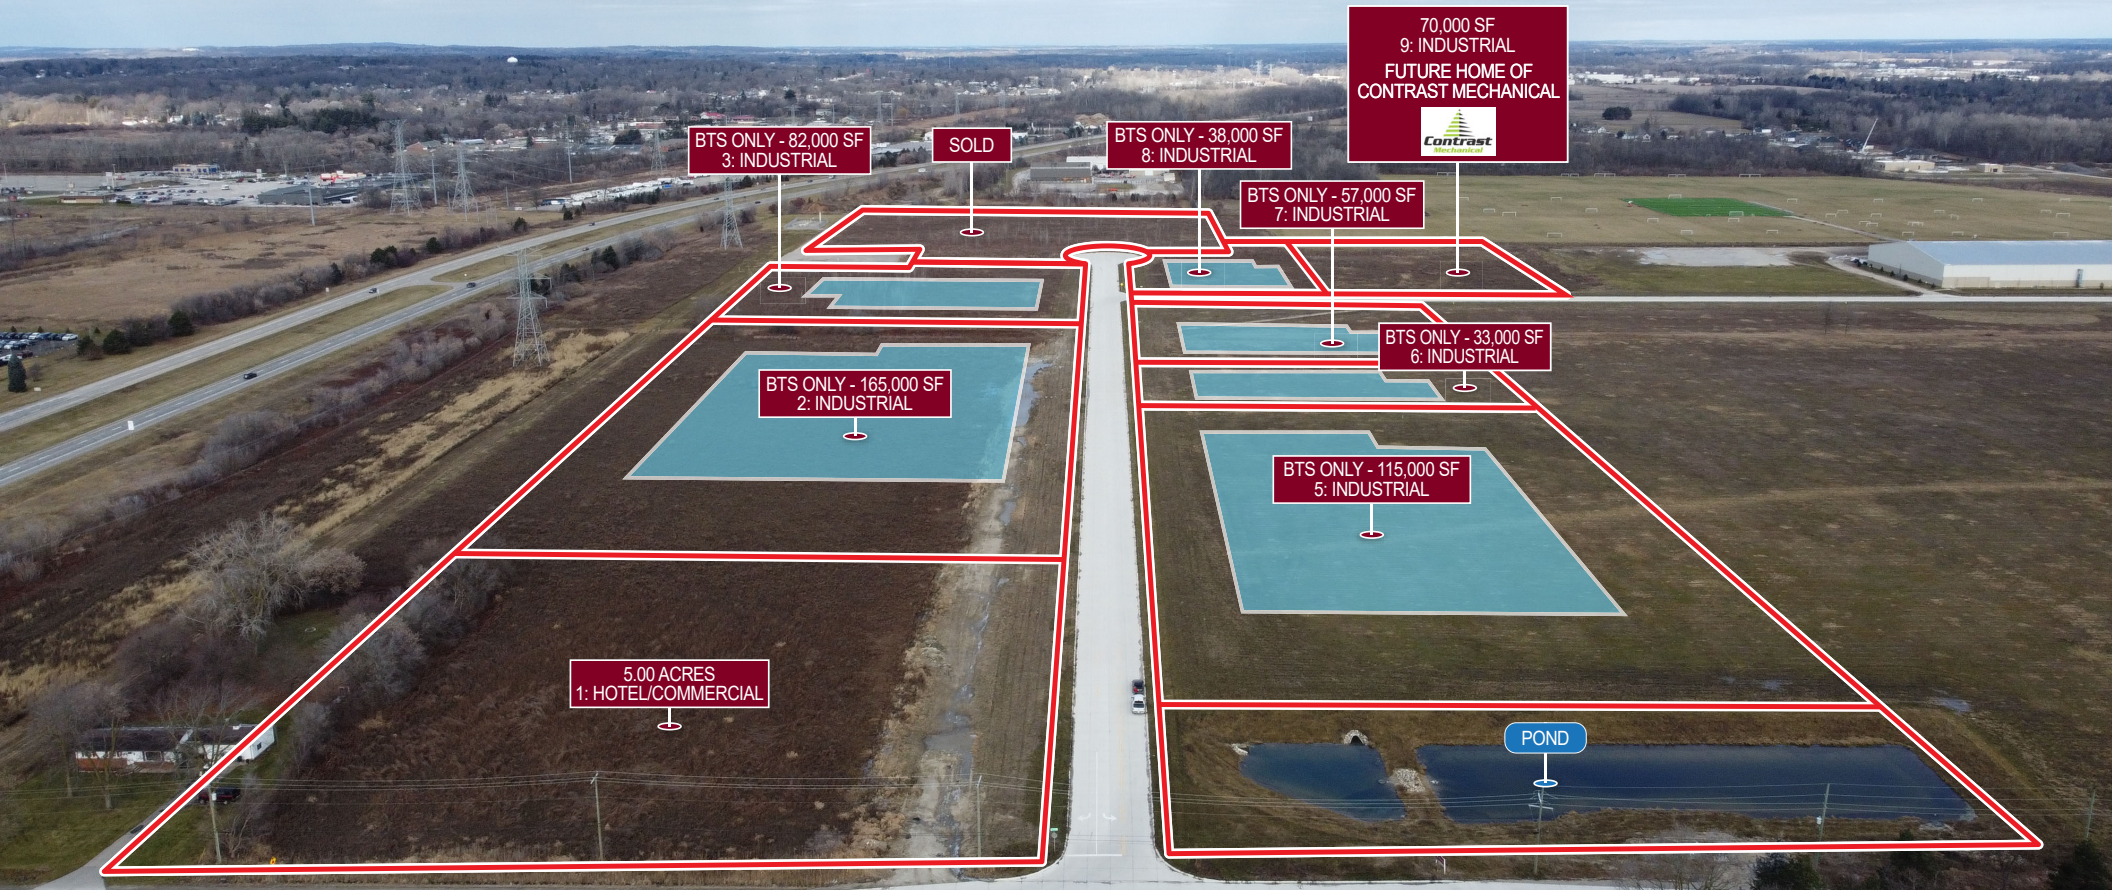 70,000 SF
9: INDUSTRIAL
FUTURE HOME OF
CONTRAST MECHANICAL
Contrast
Mechanical
BTS ONLY - 82,000 SF
3: INDUSTRIAL
SOLD
BTS ONLY - 38,000 SF
8: INDUSTRIAL
BTS ONLY - 57,000 SF
7: INDUSTRIAL
BTS ONLY - 33,000 SF
6: INDUSTRIAL
BTS ONLY - 165,000 SF
2: INDUSTRIAL
BTS ONLY - 115,000 SF
5: INDUSTRIAL
5.00 ACRES
1: HOTEL/COMMERCIAL
POND